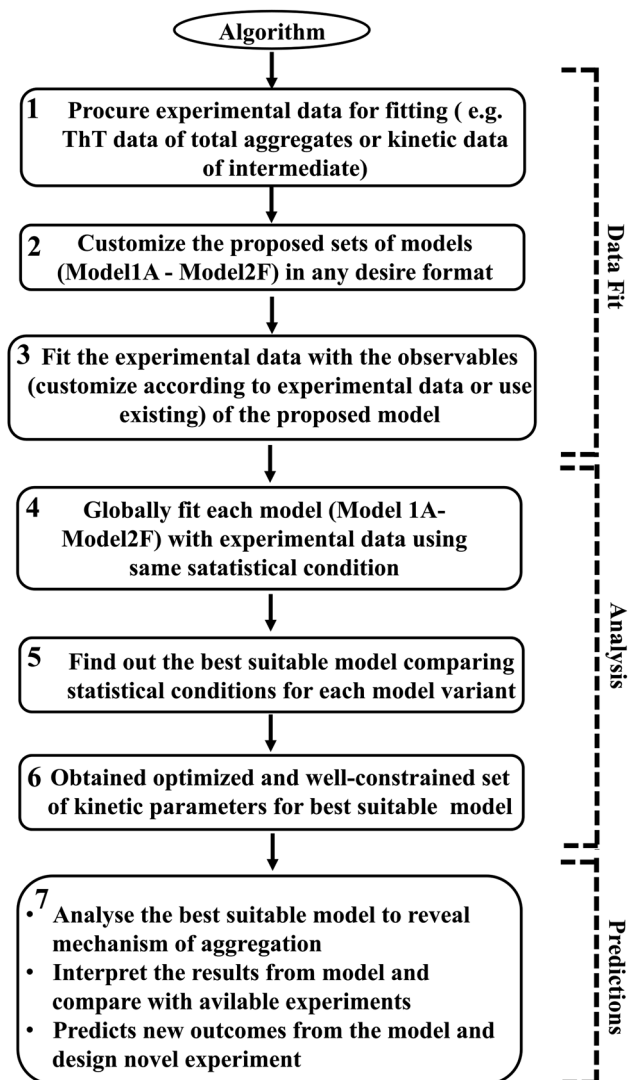 Algorithm
1 Procure experimental data for fitting ( e.g.
ThT data of total aggregates or kinetic data
of intermediate)
2 Customize the proposed sets of models
(Model1A - Model2F) in any desire format
3 Fit the experimental data with the observables
(customize according to experimental data or use
existing) of the proposed model
Data Fit
4 Globally fit each model (Model 1A-
Model2F) with experimental data using
same satatistical condition
5 Find out the best suitable model comparing
statistical conditions for each model variant
6 Obtained optimized and well-constrained set
of kinetic parameters for best suitable model
Analysis
7
• Analyse the best suitable model to reveal
mechanism of aggregation
• Interpret the results from model and
compare with avilable experiments
• Predicts new outcomes from the model and
design novel experiment
Predictions